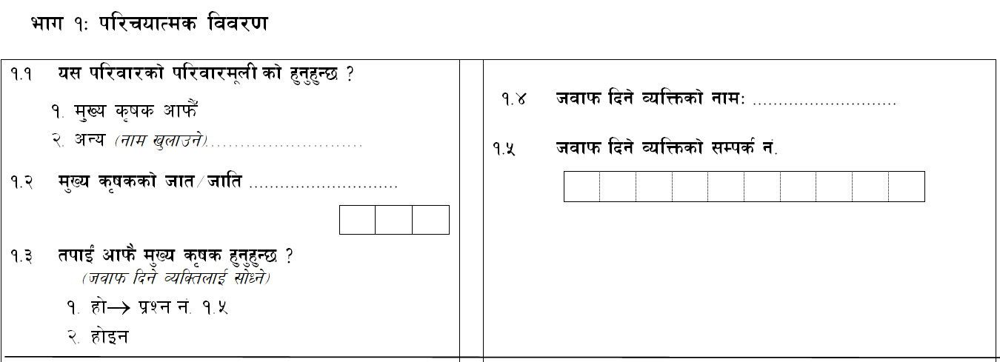 भाग १: परिचयात्मक विवरण
१.१ यस परिवारको परिवारमूली को हुनुहुन्छ ?
१. मुख्य कृषक आफैँ
२. अन्य (नाम खुलाउने)............................
१.२ मुख्य कृषकको जात/जाति ............................
१.३ तपाईं आफै मुख्य कृषक हुनुहुन्छ ?
(जवाफ दिने व्यक्तिलाई सोध्ने)
१. हो→ प्रश्न नं. १.५
२. होइन
१.४ जवाफ दिने व्यक्तिको नाम: ............................
१.५ जवाफ दिने व्यक्तिको सम्पर्क नं.